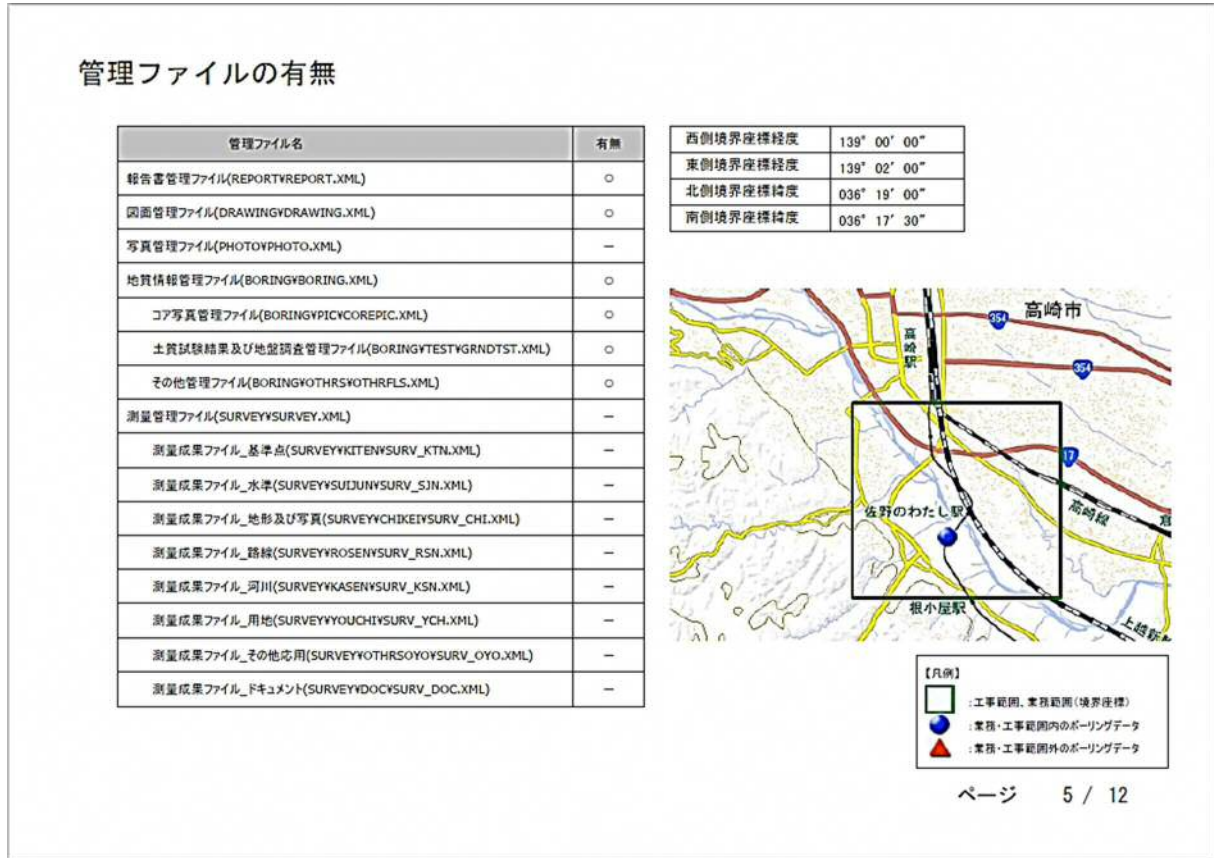 管理ファイルの有無
管理ファイル名 有無
報告書管理ファイル(REPORT¥REPORT.XML) ○
図面管理ファイル(DRAWING¥DRAWING.XML) ○
写真管理ファイル(PHOTO¥PHOTO.XML) －
地質情報管理ファイル(BORING¥BORING.XML) ○
コア写真管理ファイル(BORING¥PIC¥COREPIC.XML) ○
土質試験結果及び地盤調査管理ファイル(BORING¥TEST¥GRNDTST.XML) ○
その他管理ファイル(BORING¥OTHRS¥OTHRFLS.XML) ○
測量管理ファイル(SURVEY¥SURVEY.XML) －
測量成果ファイル_基準点(SURVEY¥KITEN¥SURV_KTN.XML) －
測量成果ファイル_水準(SURVEY¥SUIJUN¥SURV_SJN.XML) －
測量成果ファイル_地形及び写真(SURVEY¥CHIKEI¥SURV_CHI.XML) －
測量成果ファイル_路線(SURVEY¥ROSEN¥SURV_RSN.XML) －
測量成果ファイル_河川(SURVEY¥KASEN¥SURV_KSN.XML) －
測量成果ファイル_用地(SURVEY¥YOUCHI¥SURV_YCH.XML) －
測量成果ファイル_その他応用(SURVEY¥OTHRSOYO¥SURV_OYO.XML) －
測量成果ファイル_ドキュメント(SURVEY¥DOC¥SURV_DOC.XML) －
西側境界座標経度 139° 00′ 00″
東側境界座標経度 139° 02′ 00″
北側境界座標緯度 036° 19′ 00″
南側境界座標緯度 036° 17′ 30″
高崎市
354
高崎駅
354
17
佐野のわたし駅
高崎線
根小屋駅
上越新
【凡例】
:工事範囲、業務範囲(境界座標)
:業務・工事範囲内のボーリングデータ
:業務・工事範囲外のボーリングデータ
ページ 5 / 12